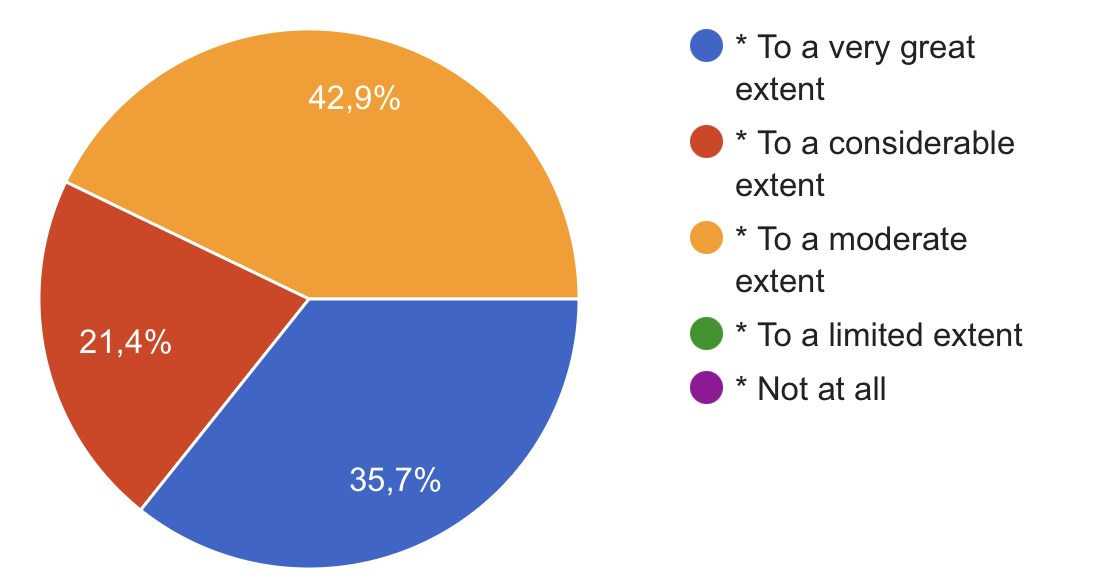 42,9%
21,4%
35,7%
* To a very great
extent
* To a considerable
extent
* To a moderate
extent
* To a limited extent
* Not at all